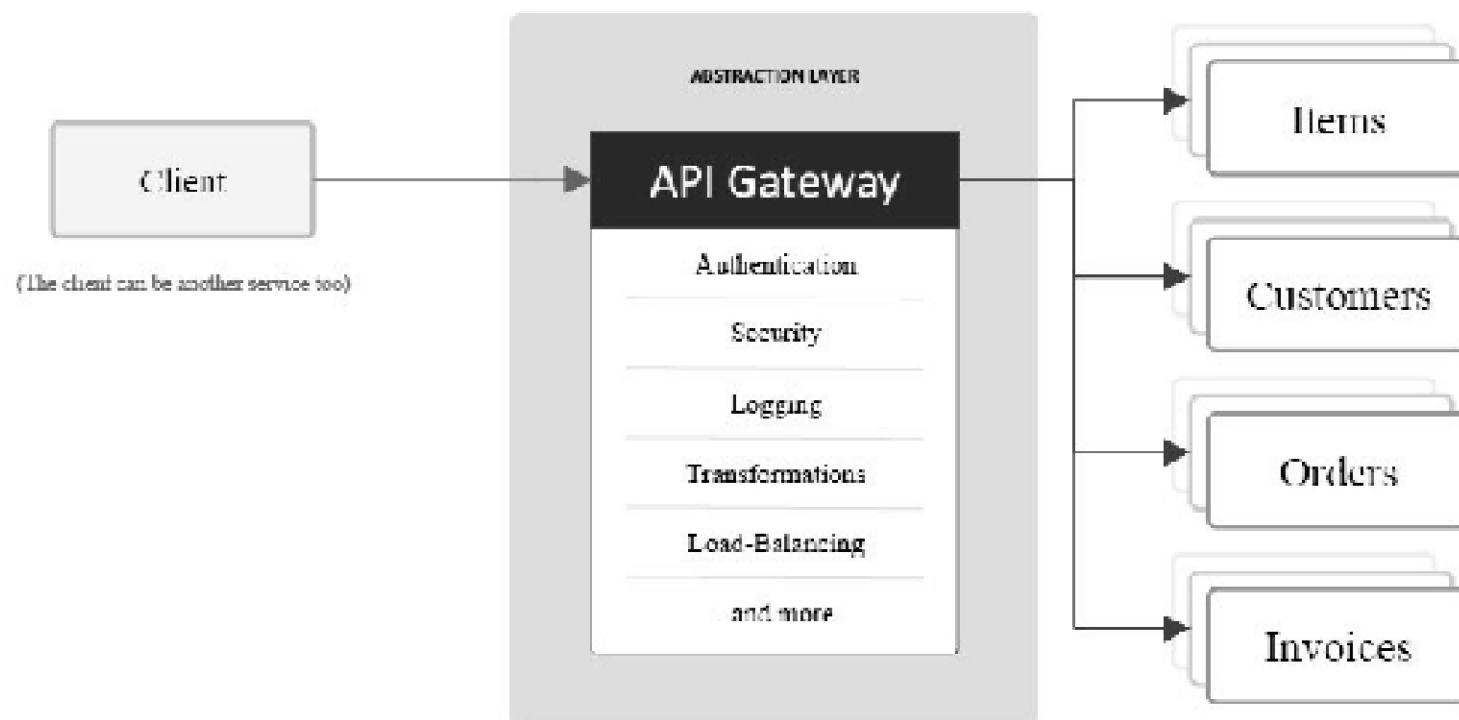 ABSTRACTION LAYER
Client
(The client can be another service too)
API Gateway
Authentication
Security
Logging
Transformations
Load-Balancing
and more
Items
Customers
Orders
Invoices